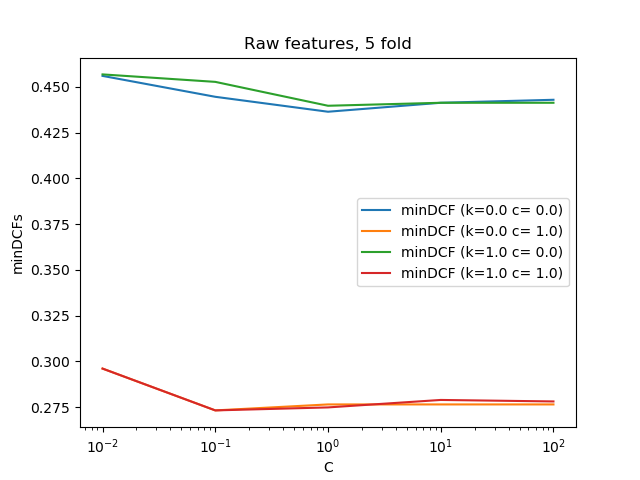 Raw features, 5 fold
minDCFs
0.450
0.425
0.400
0.375
0.350
0.325
0.300
0.275
minDCF (k=0.0 c= 0.0)
minDCF (k=0.0 c= 1.0)
minDCF (k=1.0 c= 0.0)
minDCF (k=1.0 c= 1.0)
10⁻² 10⁻¹ 10⁰ 10¹ 10²
C